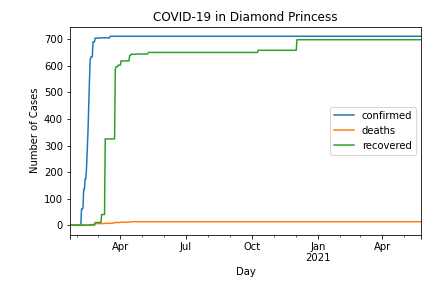 COVID-19 in Diamond Princess
Number of Cases
700
600
500
400
300
200
100
0
confirmed
deaths
recovered
Apr
Jul
Oct
Jan
2021
Apr
Day